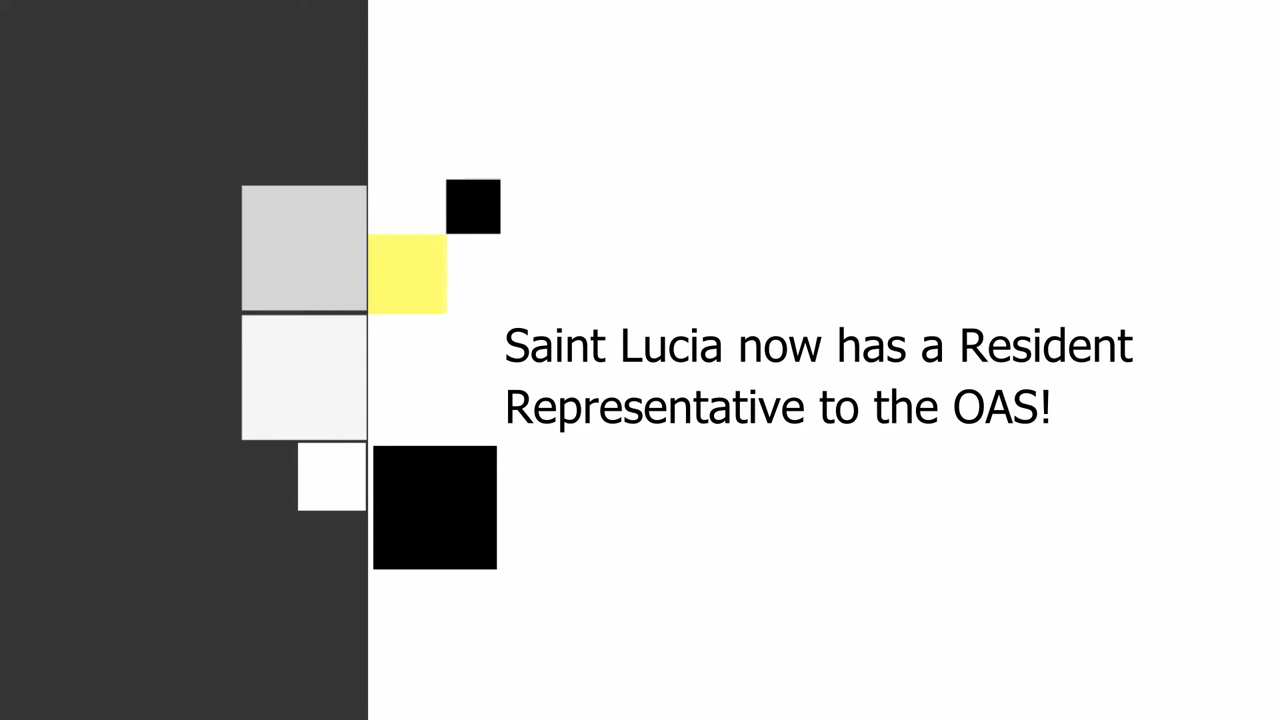 Saint Lucia now has a Resident
Representative to the OAS!